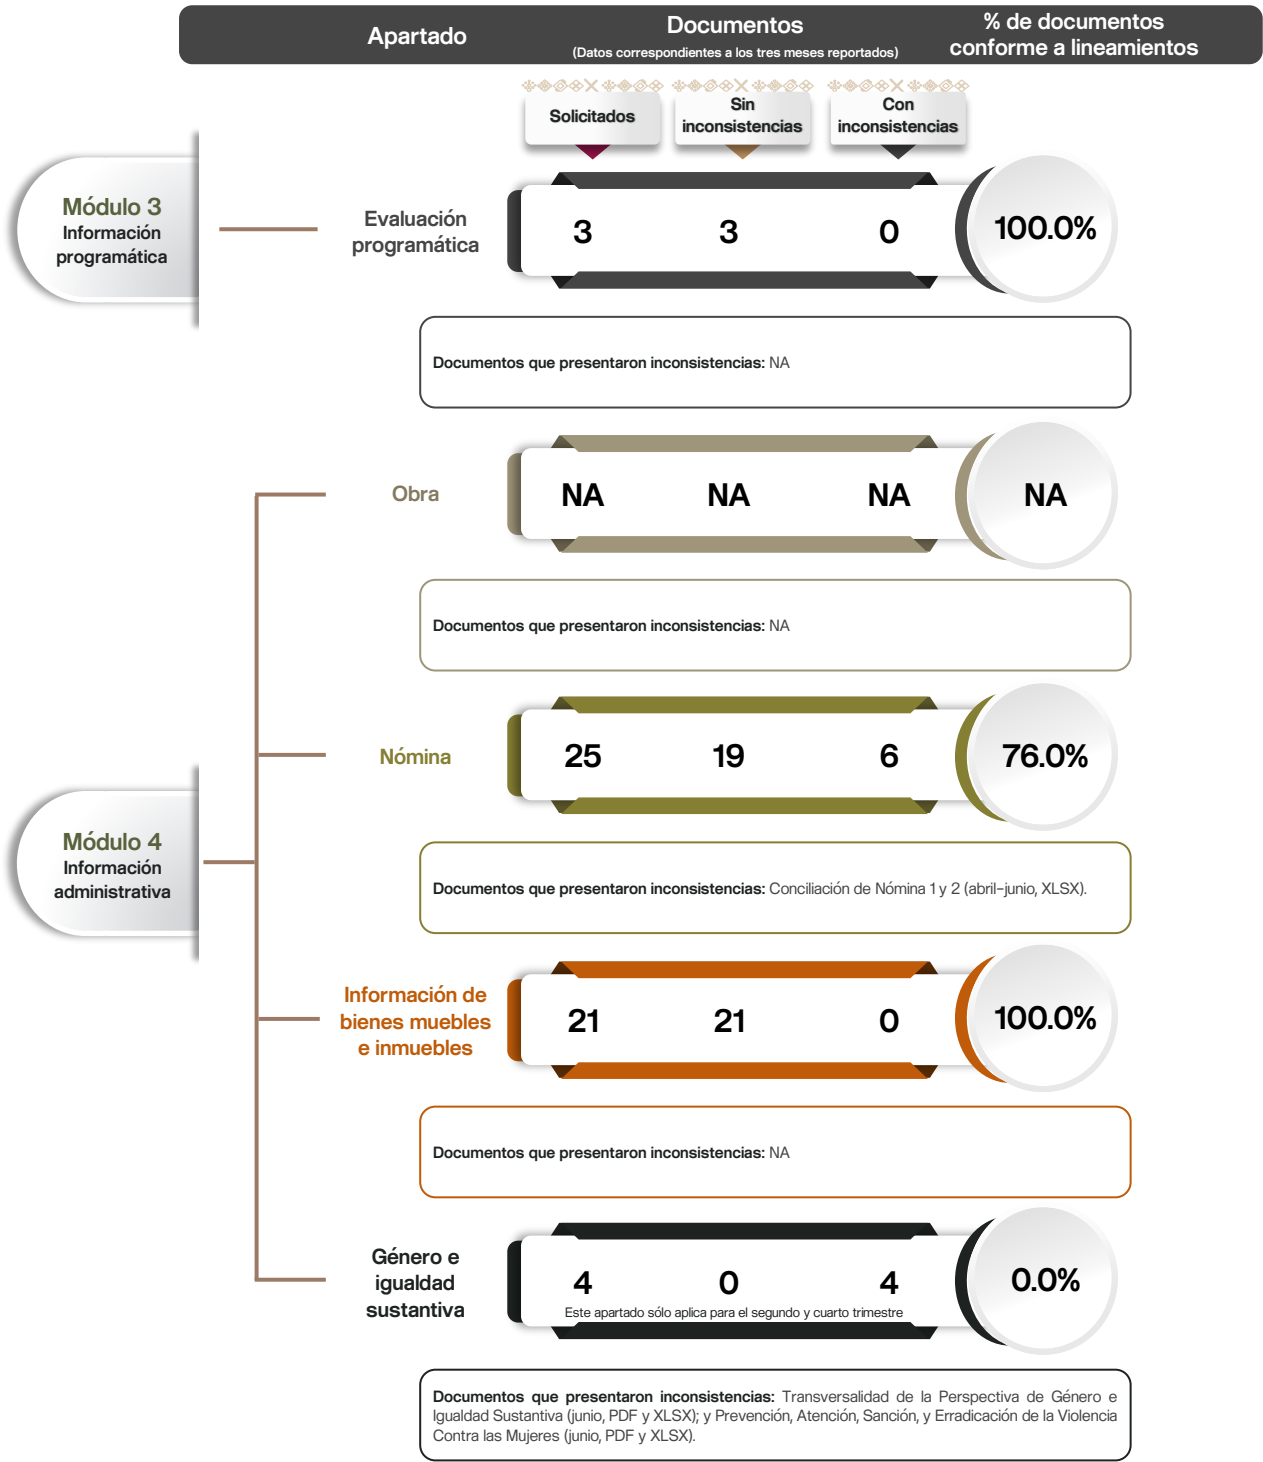 Apartado
Documentos
(Datos correspondientes a los tres meses reportados)
% de documentos
conforme a lineamientos
Solicitados
Sin
inconsistencias
Con
inconsistencias
Módulo 3
Información
programática
Evaluación
programática
3 3 0 100.0%
Documentos que presentaron inconsistencias: NA
Obra
NA NA NA NA
Documentos que presentaron inconsistencias: NA
Nómina
25 19 6 76.0%
Documentos que presentaron inconsistencias: Conciliación de Nómina 1 y 2 (abril-junio, XLSX).
Módulo 4
Información
administrativa
Información de
bienes muebles
e inmuebles
21 21 0 100.0%
Documentos que presentaron inconsistencias: NA
Género e
igualdad
sustantiva
4 0 4 0.0%
Este apartado sólo aplica para el segundo y cuarto trimestre
Documentos que presentaron inconsistencias: Transversalidad de la Perspectiva de Género e
Igualdad Sustantiva (junio, PDF y XLSX); y Prevención, Atención, Sanción, y Erradicación de la Violencia
Contra las Mujeres (junio, PDF y XLSX).